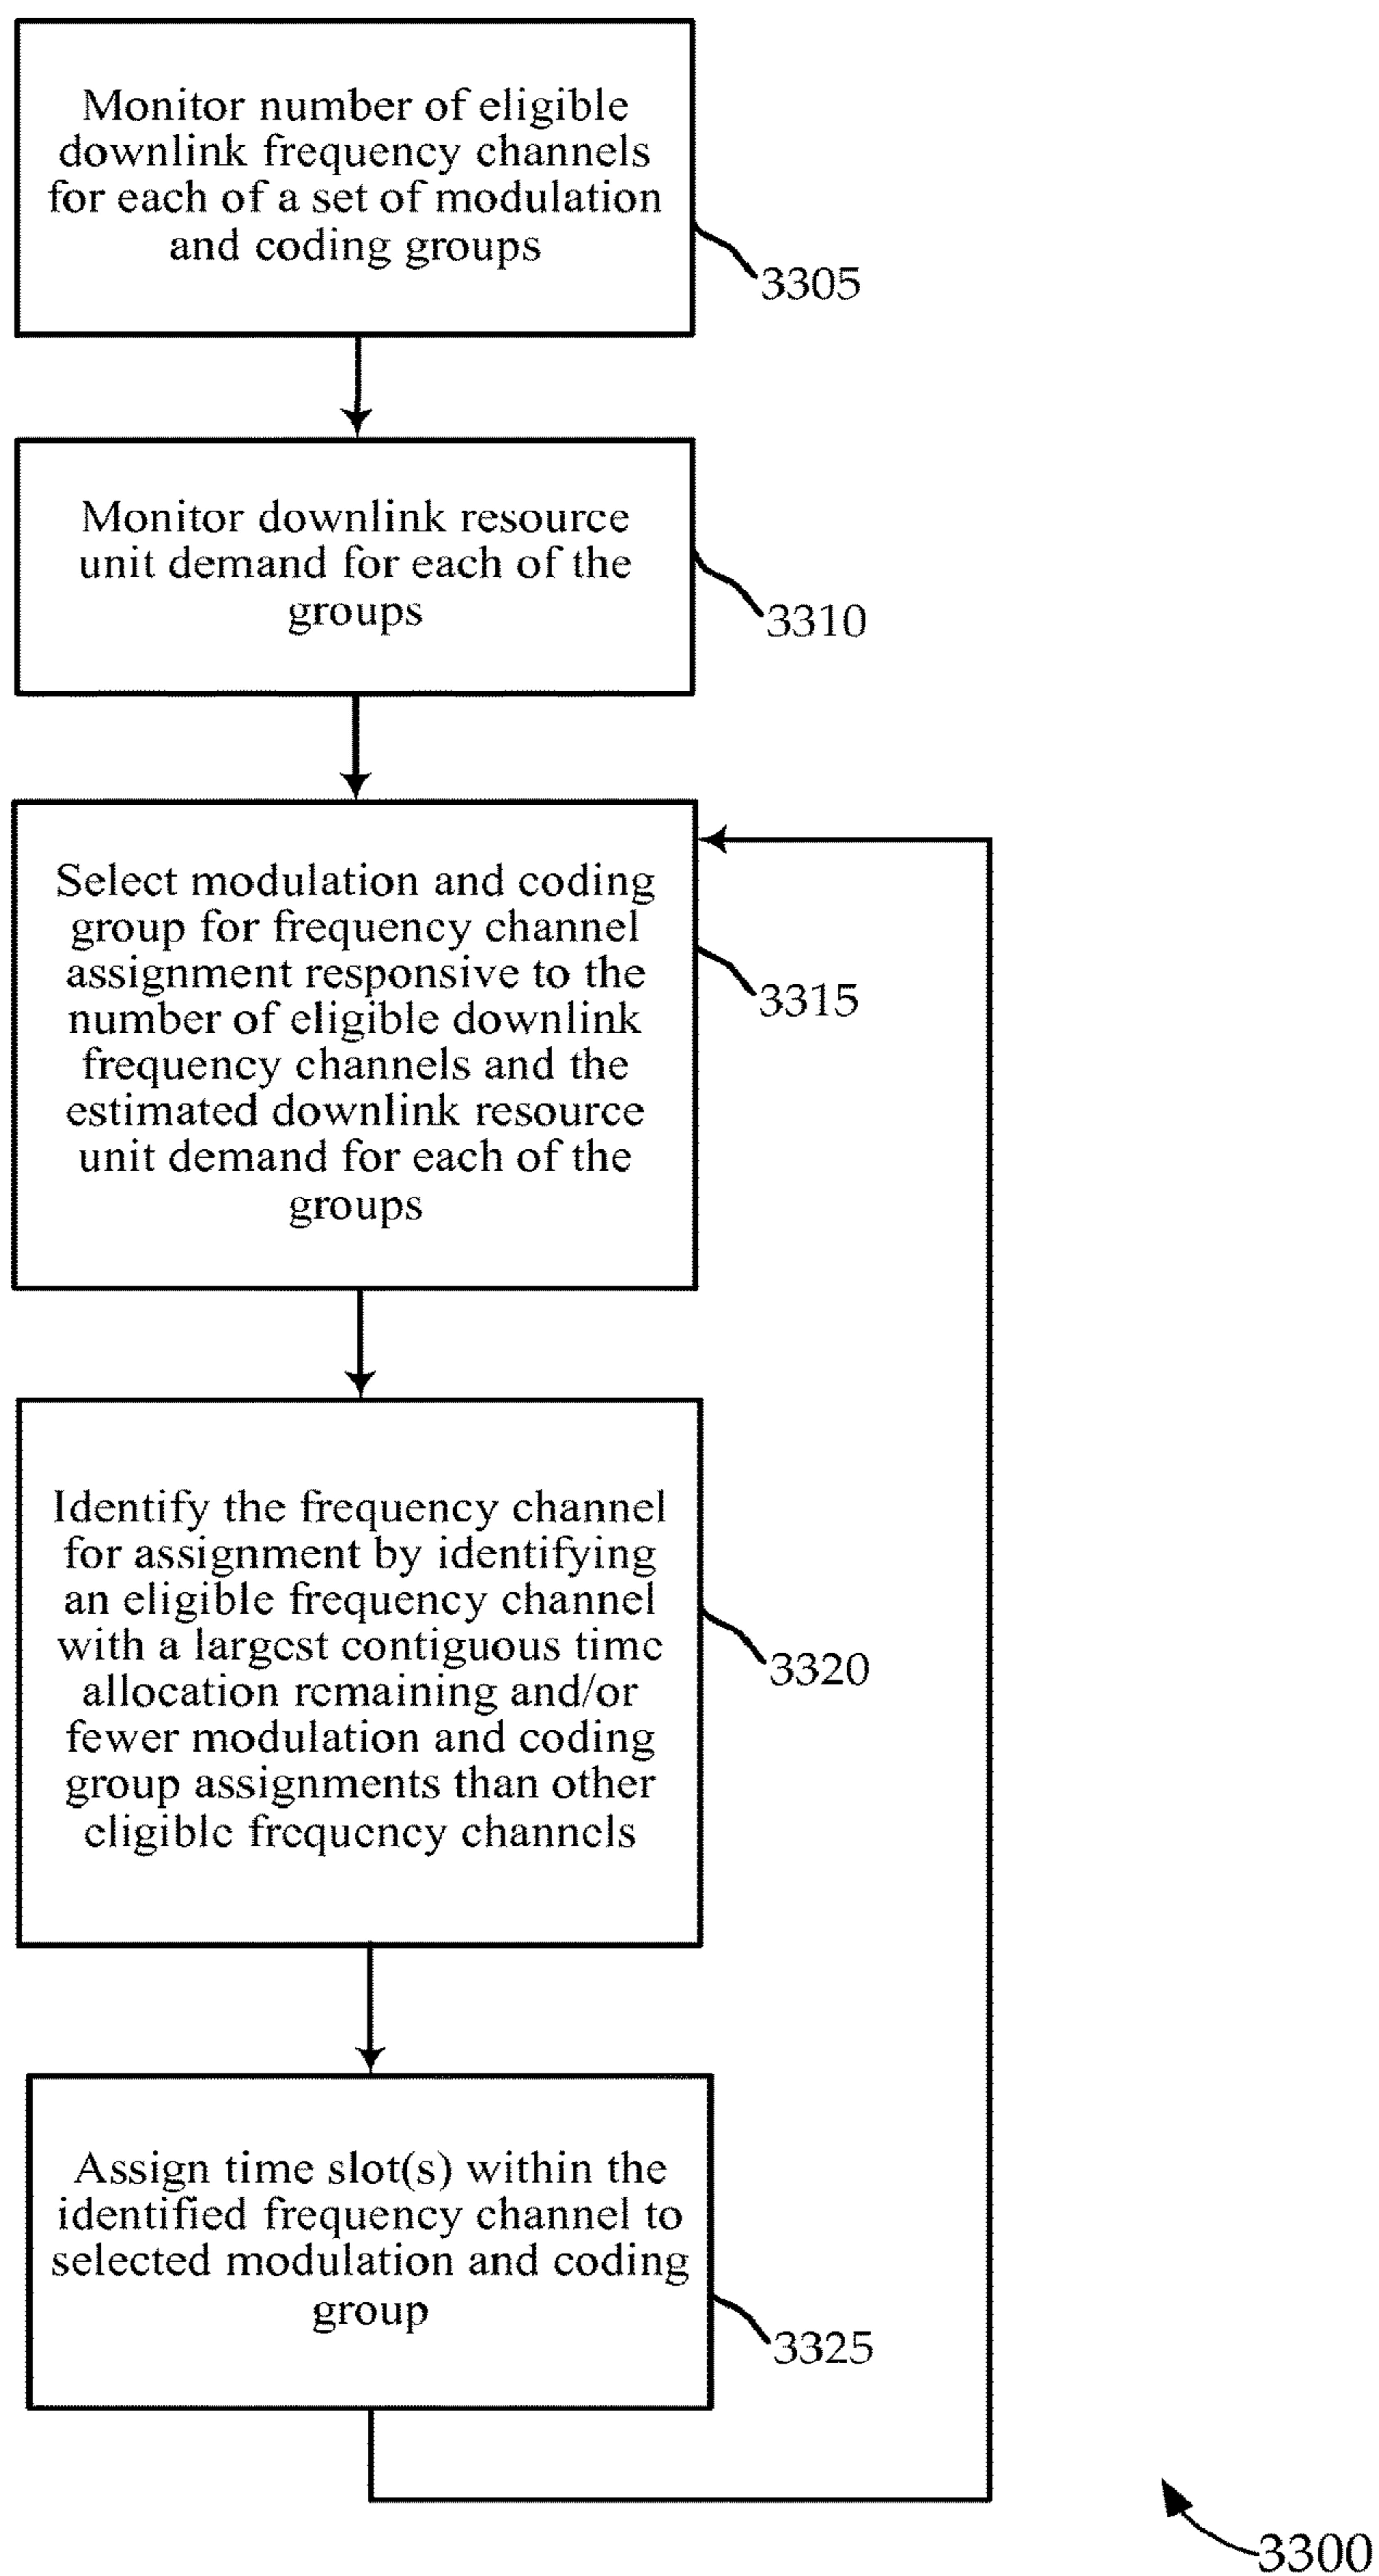 Monitor number of eligible
downlink frequency channels
for each of a set of modulation
and coding groups
3305
Monitor downlink resource
unit demand for each of the
groups
3310
Select modulation and coding
group for frequency channel
assignment responsive to the
number of eligible downlink
frequency channels and the
estimated downlink resource
unit demand for each of the
groups
3315
Identify the frequency channel
for assignment by identifying
an eligible frequency channel
with a largest contiguous time
allocation remaining and/or
fewer modulation and coding
group assignments than other
eligible frequency channels
3320
Assign time slot(s) within the
identified frequency channel to
selected modulation and coding
group
3325
3300